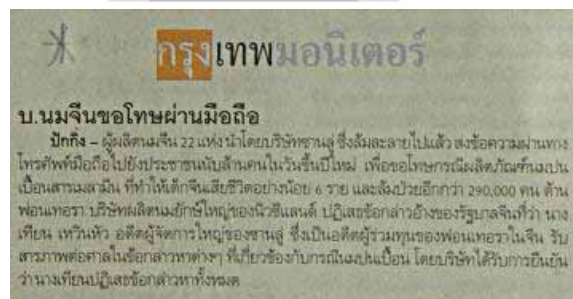 กรุงเทพมอนิเตอร์
บ.นมจีนขอโทษผ่านมือถือ
ปักกิ่ง – ผู้ผลิตนมจีน 22 แห่ง นำโดยบริษัทซานลู่ ซึ่งล้มละลายไปแล้ว ส่งข้อความผ่านทาง
โทรศัพท์มือถือไปยังประชาชนนับล้านคนในวันขึ้นปีใหม่ เพื่อขอโทษกรณีผลิตภัณฑ์นมปน
เปื้อนสารเมลามีน ที่ทำให้เด็กจีนเสียชีวิตอย่างน้อย 6 ราย และล้มป่วยอีกกว่า 290,000 คน ด้าน
ฟอนเทอรา บริษัทผลิตนมยักษ์ใหญ่ของนิวซีแลนด์ ปฏิเสธข้อกล่าวอ้างของรัฐบาลจีนที่ว่า นาง
เทียน เหวินหัว อดีตผู้จัดการใหญ่ของซานลู่ ซึ่งเป็นอดีตผู้ร่วมทุนของฟอนเทอราในจีน รับ
สารภาพต่อศาลในข้อกล่าวหาต่างๆ ที่เกี่ยวข้องกับกรณีนมปนเปื้อน โดยบริษัทได้รับการยืนยัน
ว่านางเทียนปฏิเสธข้อกล่าวหาทั้งหมด